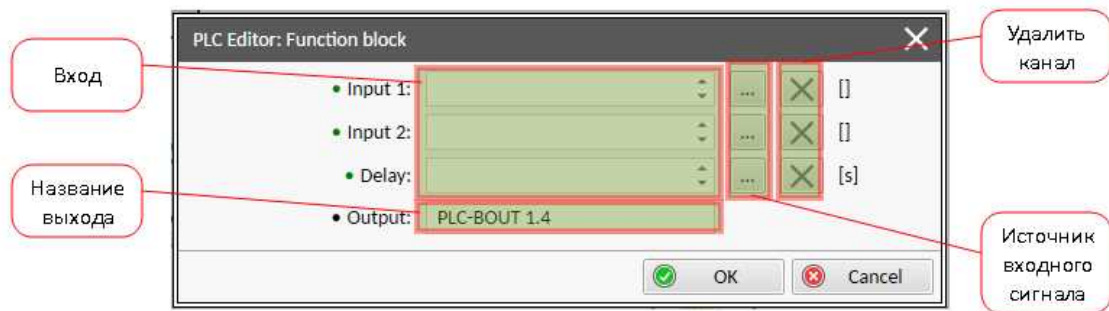 PLC Editor: Function block
Удалить
канал
Вход
• Input 1:
...
[]
• Input 2:
...
[]
• Delay:
...
[s]
Название
выхода
• Output:
PLC-BOUT 1.4
Источник
входного
сигнала
OK
Cancel